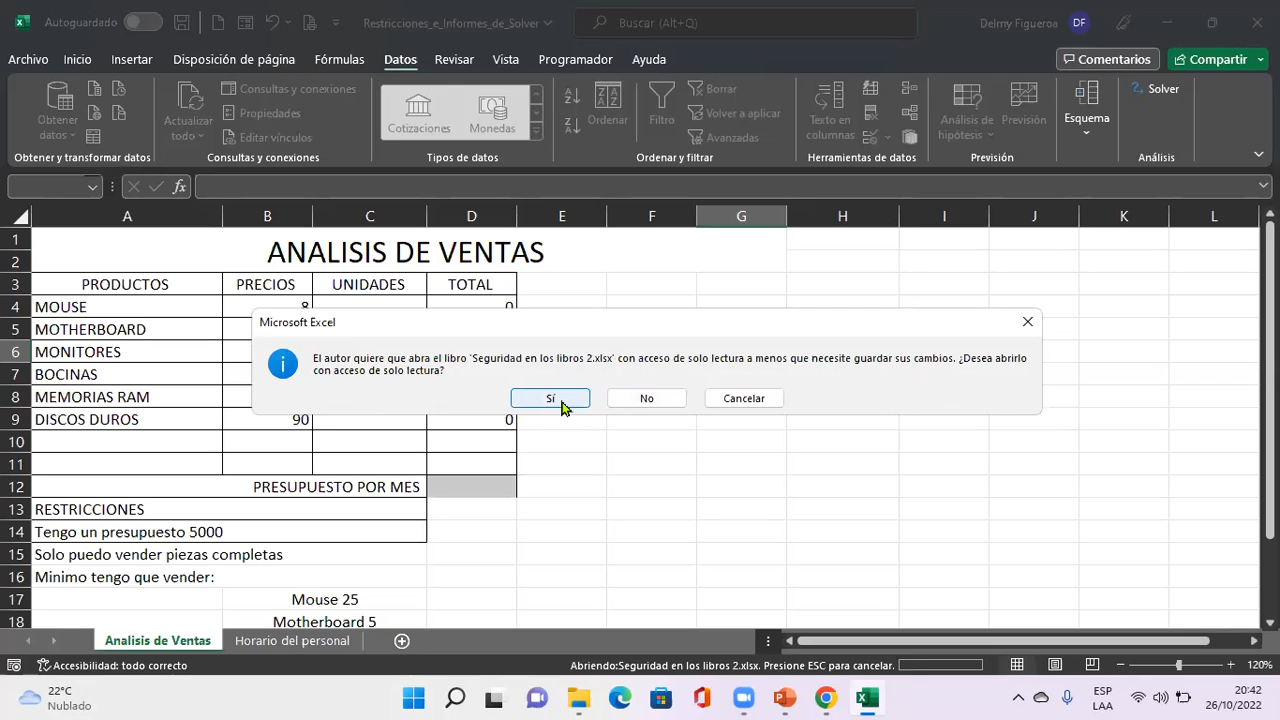 Autoguardado
Restricciones_e_Informes_de_Solver
Buscar (Alt+Q)
Delmy Figueroa
DF
Archivo
Inicio
Insertar
Disposición de página
Fórmulas
Datos
Revisar
Vista
Programador
Ayuda
Comentarios
Compartir
Obtener datos
Obtener y transformar datos
Actualizar todo
Consultas y conexiones
Propiedades
Editar vínculos
Consultas y conexiones
Cotizaciones
Monedas
Tipos de datos
Ordenar
Filtro
Borrar
Volver a aplicar
Avanzadas
Ordenar y filtrar
Texto en columnas
Herramientas de datos
Análisis de hipótesis
Previsión
Previsión
Esquema
Solver
Análisis
fx
A B C D E F G H I J K L
1 ANALISIS DE VENTAS
2
3 PRODUCTOS PRECIOS UNIDADES TOTAL
4 MOUSE 8 0
5 MOTHERBOARD
6 MONITORES
7 BOCINAS
8 MEMORIAS RAM
9 DISCOS DUROS 90 0
10
11
12 PRESUPUESTO POR MES
13 RESTRICCIONES
14 Tengo un presupuesto 5000
15 Solo puedo vender piezas completas
16 Minimo tengo que vender:
17 Mouse 25
18 Motherboard 5
Microsoft Excel
El autor quiere que abra el libro 'Seguridad en los libros 2.xlsx' con acceso de solo lectura a menos que necesite guardar sus cambios. ¿Desea abrirlo
con acceso de solo lectura?
Sí
No
Cancelar
Analisis de Ventas
Horario del personal
Accesibilidad: todo correcto
Abriendo:Seguridad en los libros 2.xlsx. Presione ESC para cancelar.
120%
22°C
Nublado
ESP
LAA
20:42
26/10/2022